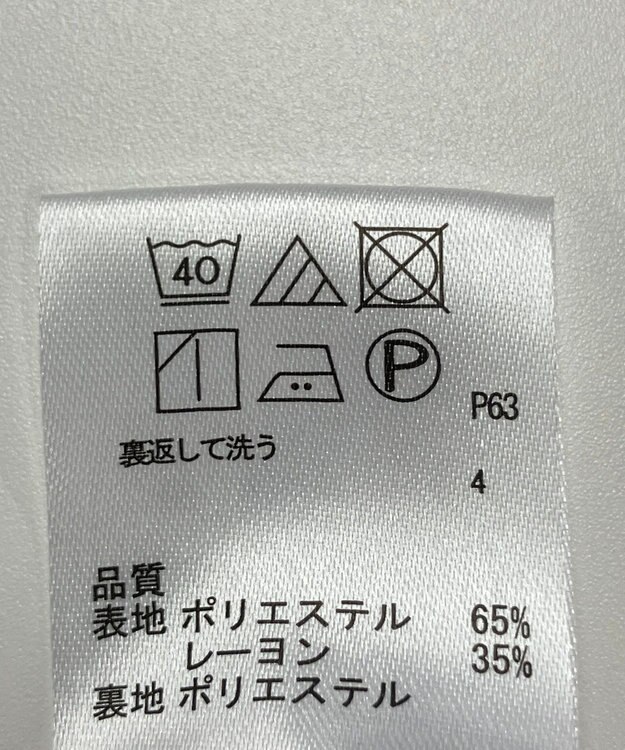 40
P
P63
裏返して洗う
4
品質
表地 ポリエステル 65%
レーヨン 35%
裏地 ポリエステル